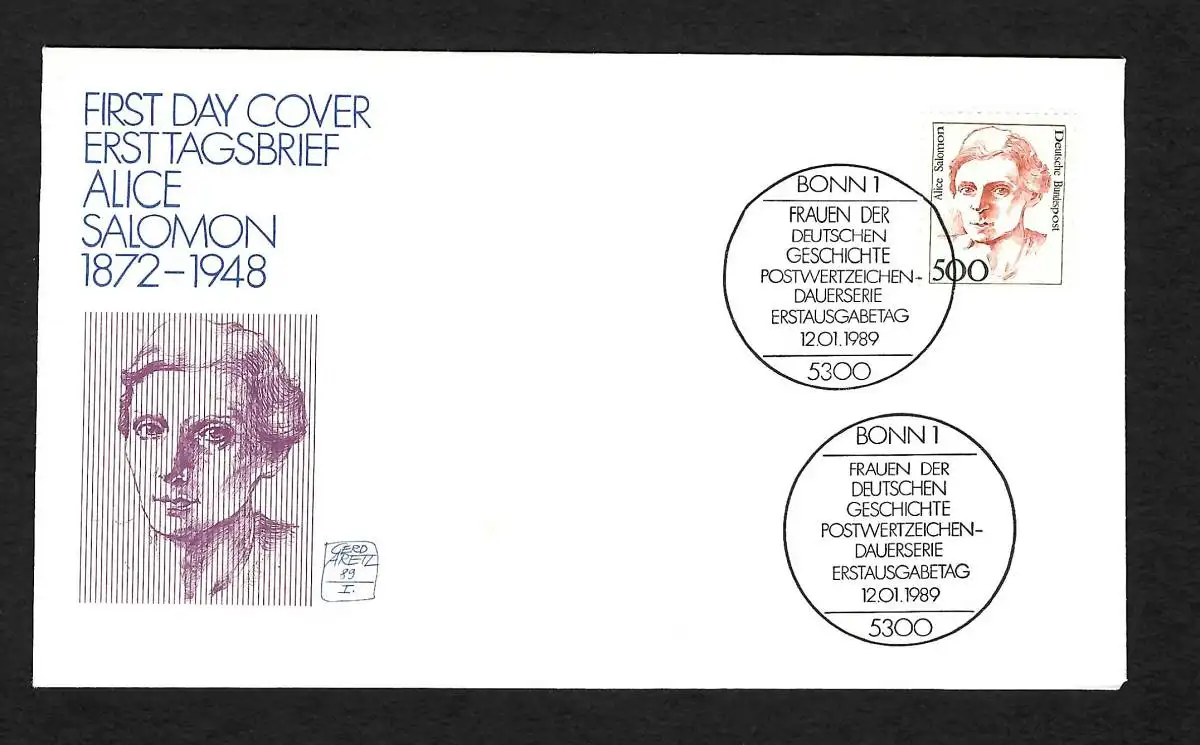 FIRST DAY COVER
ERSTTAGSBRIEF
ALICE
SALOMON
1872–1948
GERD
ARETZ
89
I.
Alice Salomon
Deutsche Bundespost
500
BONN 1
FRAUEN DER
DEUTSCHEN
GESCHICHTE
POSTWERTZEICHEN-
DAUERSERIE
ERSTAUSGABETAG
12.01.1989
5300
BONN 1
FRAUEN DER
DEUTSCHEN
GESCHICHTE
POSTWERTZEICHEN-
DAUERSERIE
ERSTAUSGABETAG
12.01.1989
5300